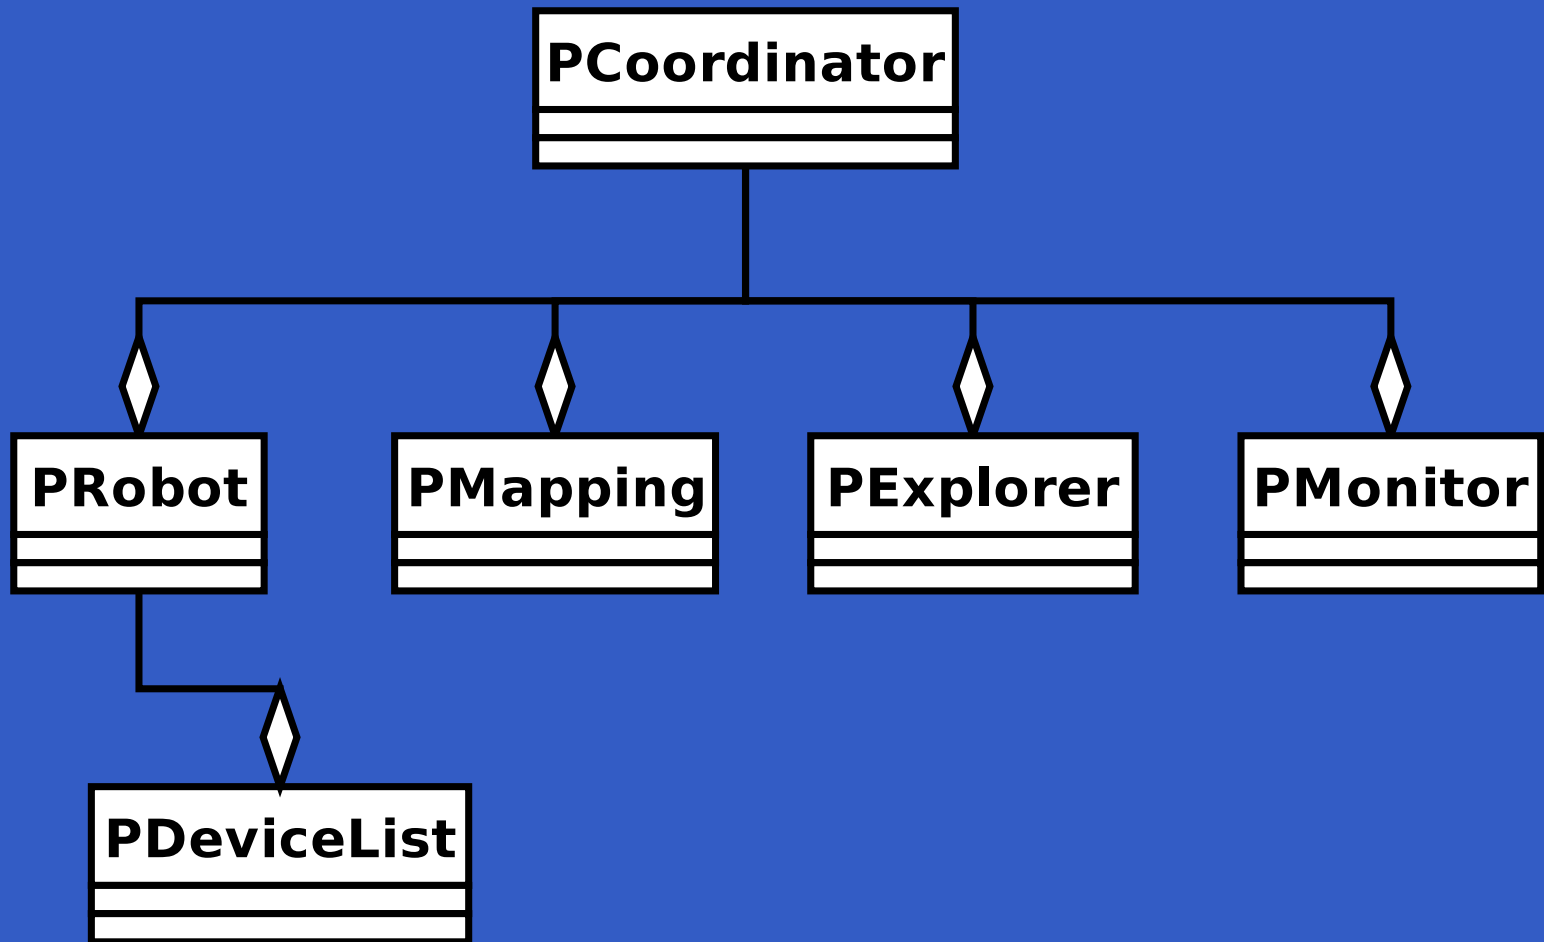 PCoordinator
PRobot
PMapping
PExplorer
PMonitor
PDeviceList